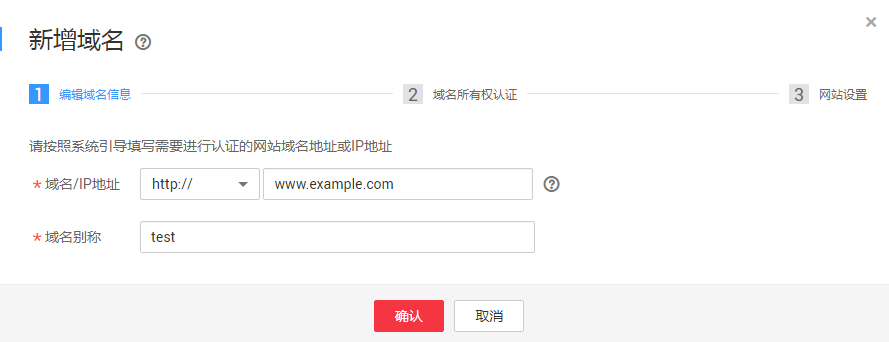 新增域名
1 编辑域名信息 2 域名所有权认证 3 网站设置
请按照系统引导填写需要进行认证的网站域名地址或IP地址
* 域名/IP地址 http:// www.example.com
* 域名别称 test
确认 取消